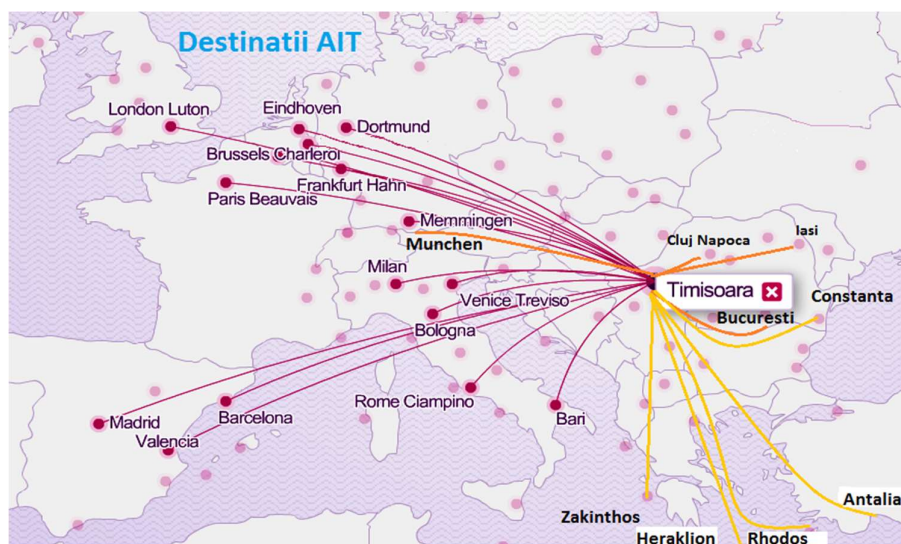 Destinatii AIT
London Luton
Eindhoven
Dortmund
Brussels Charleroi
Frankfurt Hahn
Paris Beauvais
Memmingen
Munchen
Cluj Napoca
Iasi
Milan
Timisoara
Venice Treviso
Constanta
Bucuresti
Bologna
Rome Ciampino
Madrid
Barcelona
Bari
Valencia
Antalia
Zakinthos
Heraklion
Rhodos